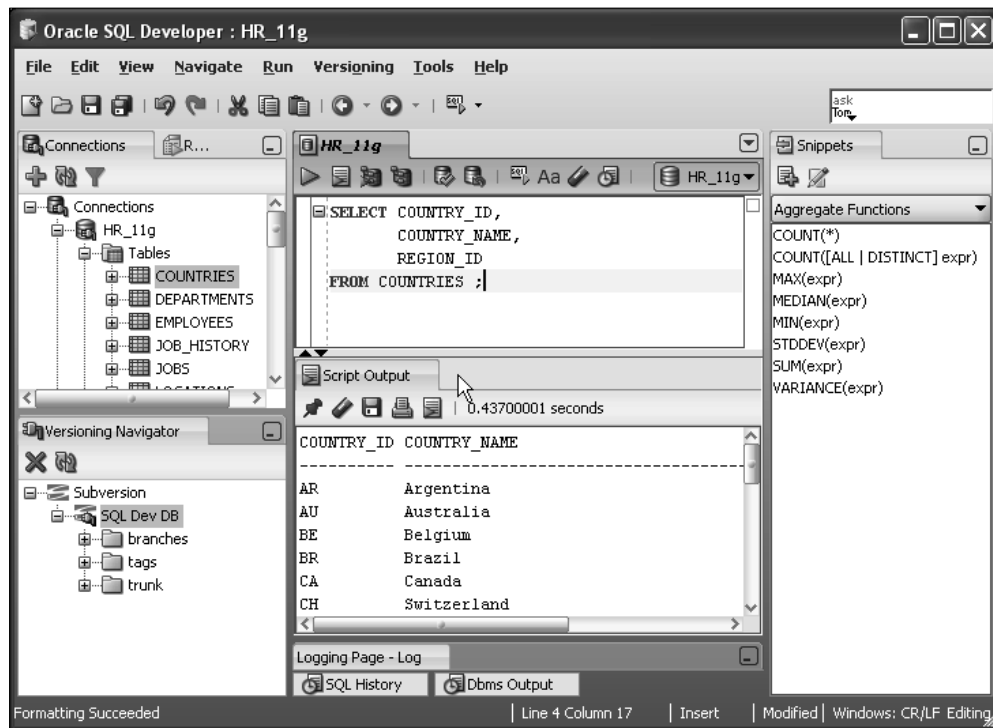 Oracle SQL Developer : HR_11g
File Edit View Navigate Run Versioning Tools Help
ask
Tom
Connections
R...
HR_11g
Snippets
Aa
HR_11g
Connections
HR_11g
Tables
COUNTRIES
DEPARTMENTS
EMPLOYEES
JOB_HISTORY
JOBS
LOCATIONS
SELECT COUNTRY_ID,
COUNTRY_NAME,
REGION_ID
FROM COUNTRIES ;
Aggregate Functions
COUNT(*)
COUNT([ALL | DISTINCT] expr)
MAX(expr)
MEDIAN(expr)
MIN(expr)
STDDEV(expr)
SUM(expr)
VARIANCE(expr)
Versioning Navigator
Subversion
SQL Dev DB
branches
tags
trunk
Script Output
0.43700001 seconds
COUNTRY_ID COUNTRY_NAME
---------- ----------------------------------------
AR Argentina
AU Australia
BE Belgium
BR Brazil
CA Canada
CH Switzerland
Logging Page - Log
SQL History
Dbms Output
Formatting Succeeded
Line 4 Column 17
Insert
Modified
Windows: CR/LF Editing